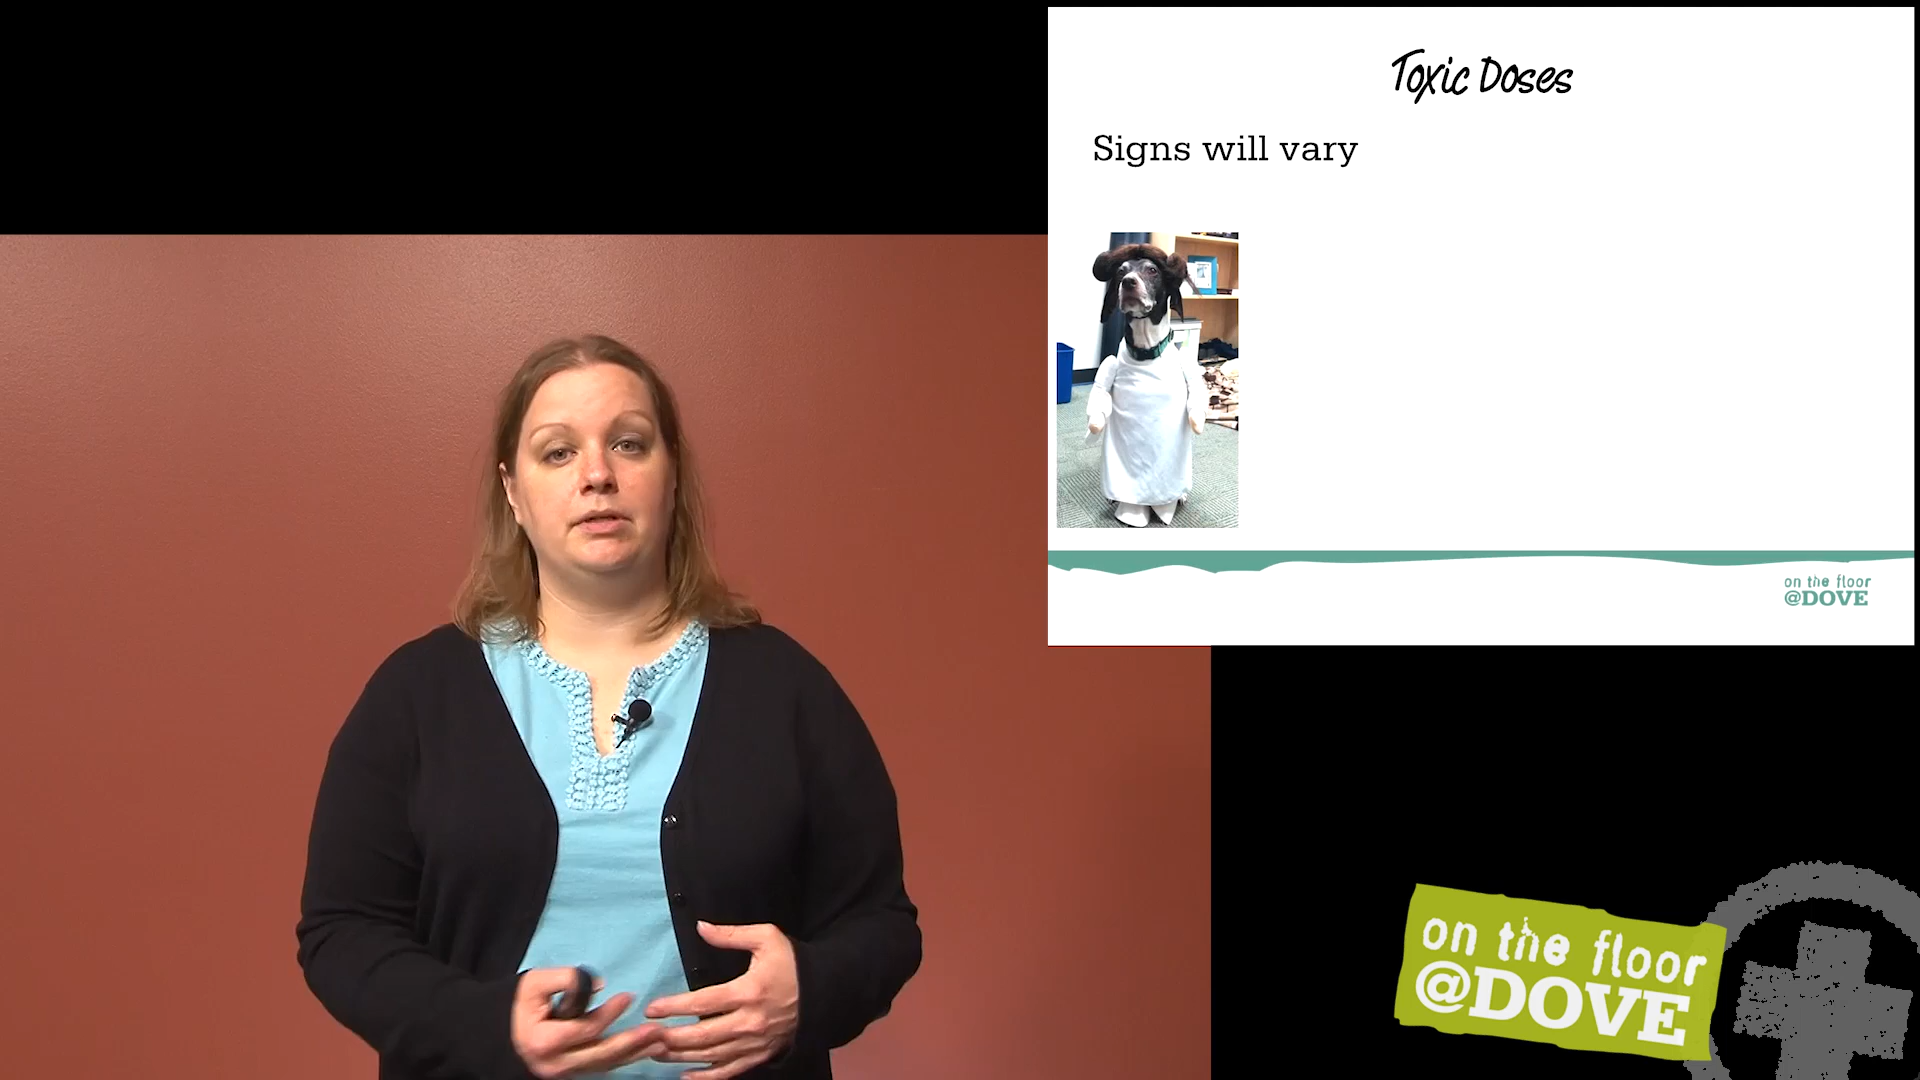 Toxic Doses
Signs will vary
on the floor
@DOVE
on the floor
@DOVE